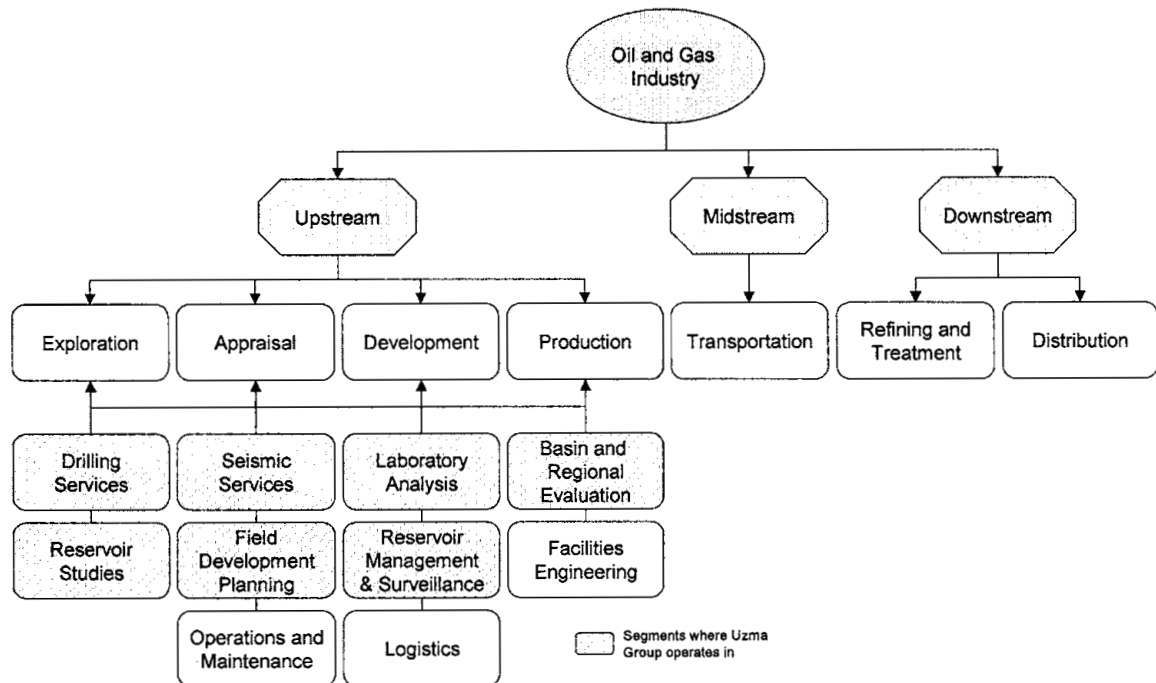 Oil and Gas
Industry
Upstream
Midstream
Downstream
Exploration
Appraisal
Development
Production
Transportation
Refining and
Treatment
Distribution
Drilling
Services
Seismic
Services
Laboratory
Analysis
Basin and
Regional
Evaluation
Reservoir
Studies
Field
Development
Planning
Reservoir
Management
& Surveillance
Facilities
Engineering
Operations and
Maintenance
Logistics
Segments where Uzma
Group operates in